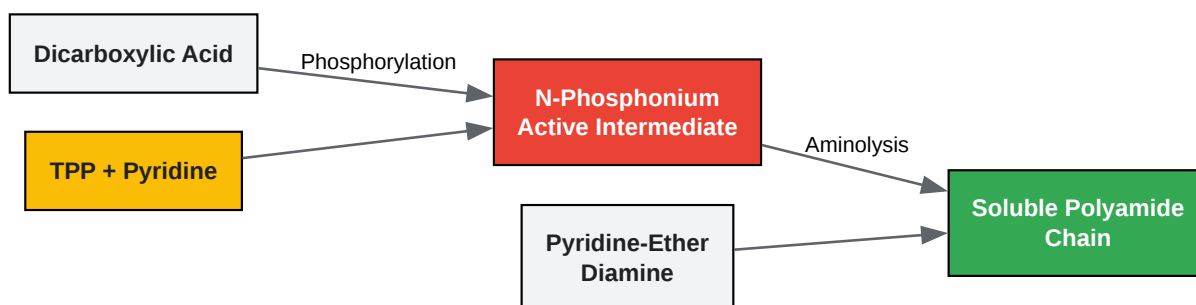 Dicarboxylic Acid
Phosphorylation
TPP + Pyridine
N-Phosphonium
Active Intermediate
Aminolysis
Pyridine-Ether
Diamine
Soluble Polyamide
Chain